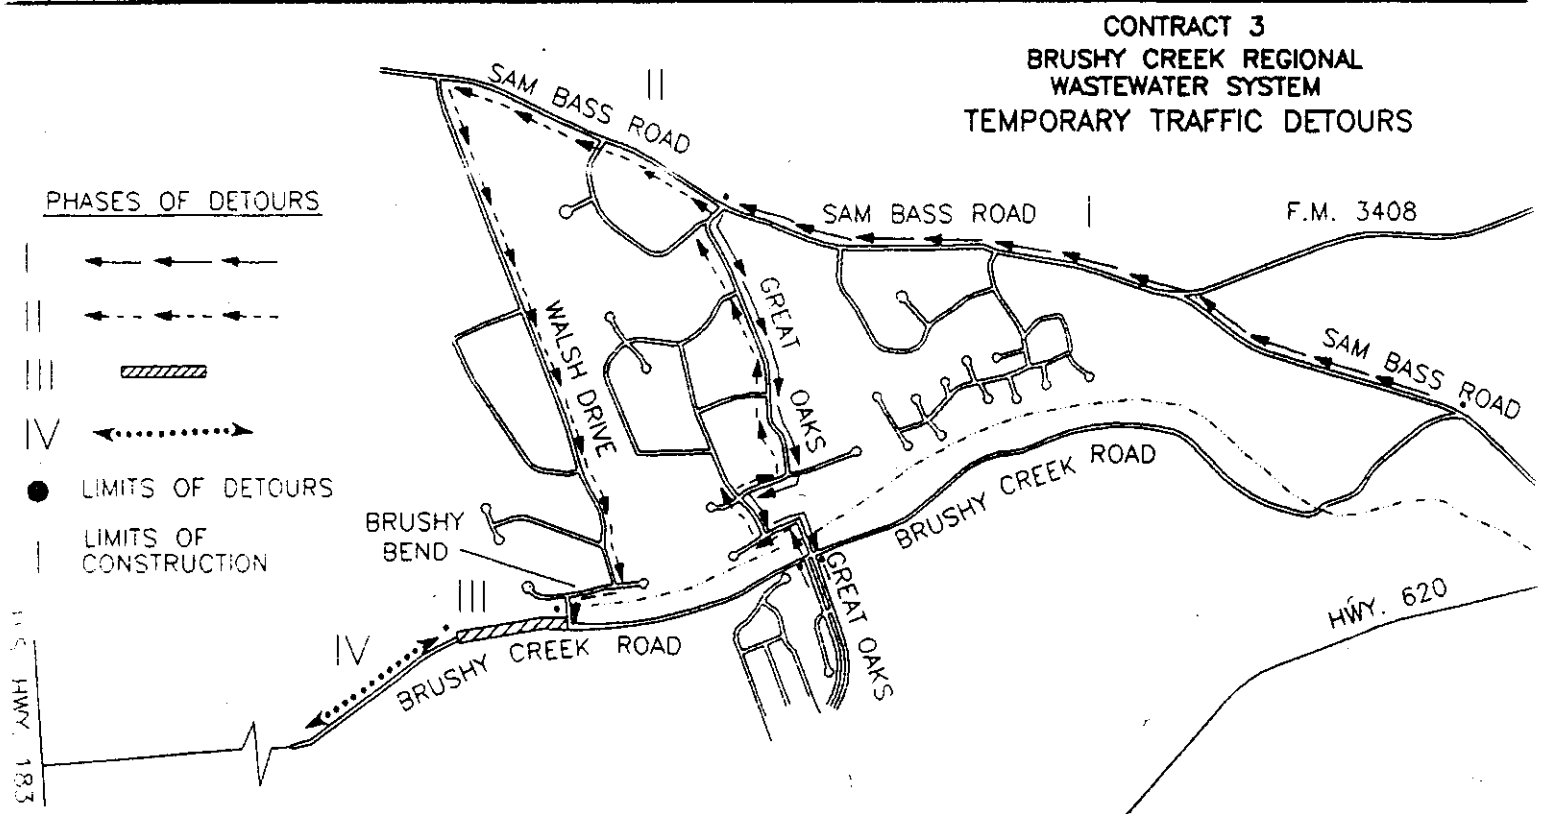 CONTRACT 3
BRUSHY CREEK REGIONAL
WASTEWATER SYSTEM
TEMPORARY TRAFFIC DETOURS
SAM BASS ROAD
II
SAM BASS ROAD
I
F.M. 3408
SAM BASS ROAD
PHASES OF DETOURS
I
II
III
IV
LIMITS OF DETOURS
LIMITS OF
CONSTRUCTION
WALSH DRIVE
GREAT
OAKS
BRUSHY
BEND
BRUSHY CREEK ROAD
III
IV
BRUSHY CREEK ROAD
GREAT OAKS
HWY. 620
HWY. 183